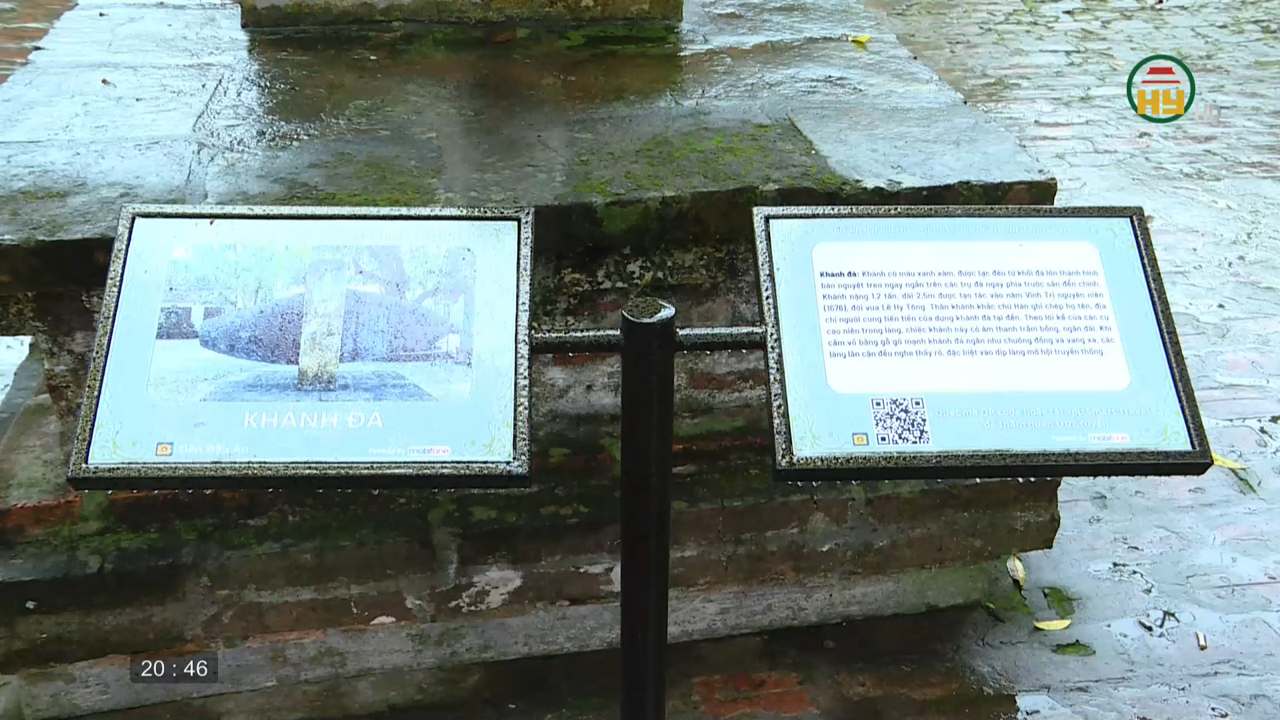 HY
KHÁNH ĐÁ
mobifone
Khánh đá: Khánh có màu xanh xám, được tạc đẽo từ khối đá lớn thành hình
bán nguyệt treo ngay ngắn trên các trụ đá ngay phía trước sân đền chính.
Khánh nặng 1,2 tấn, dài 2,5m được tạo tác vào năm Vĩnh Trị nguyên niên
(1676), đời vua Lê Hy Tông. Thân khánh khắc chữ Hán ghi chép họ tên, địa
chỉ người cung tiến tiền của dựng khánh đá tại đền. Theo lời kể của các cụ
cao niên trong làng, chiếc khánh này có âm thanh trầm bổng, ngân dài. Khi
cầm vồ bằng gỗ gõ mạnh khánh đá ngân như chuông đồng và vang xa, các
làng lân cận đều nghe thấy rõ, đặc biệt vào dịp làng mở hội truyền thống.
mobifone
20 : 46